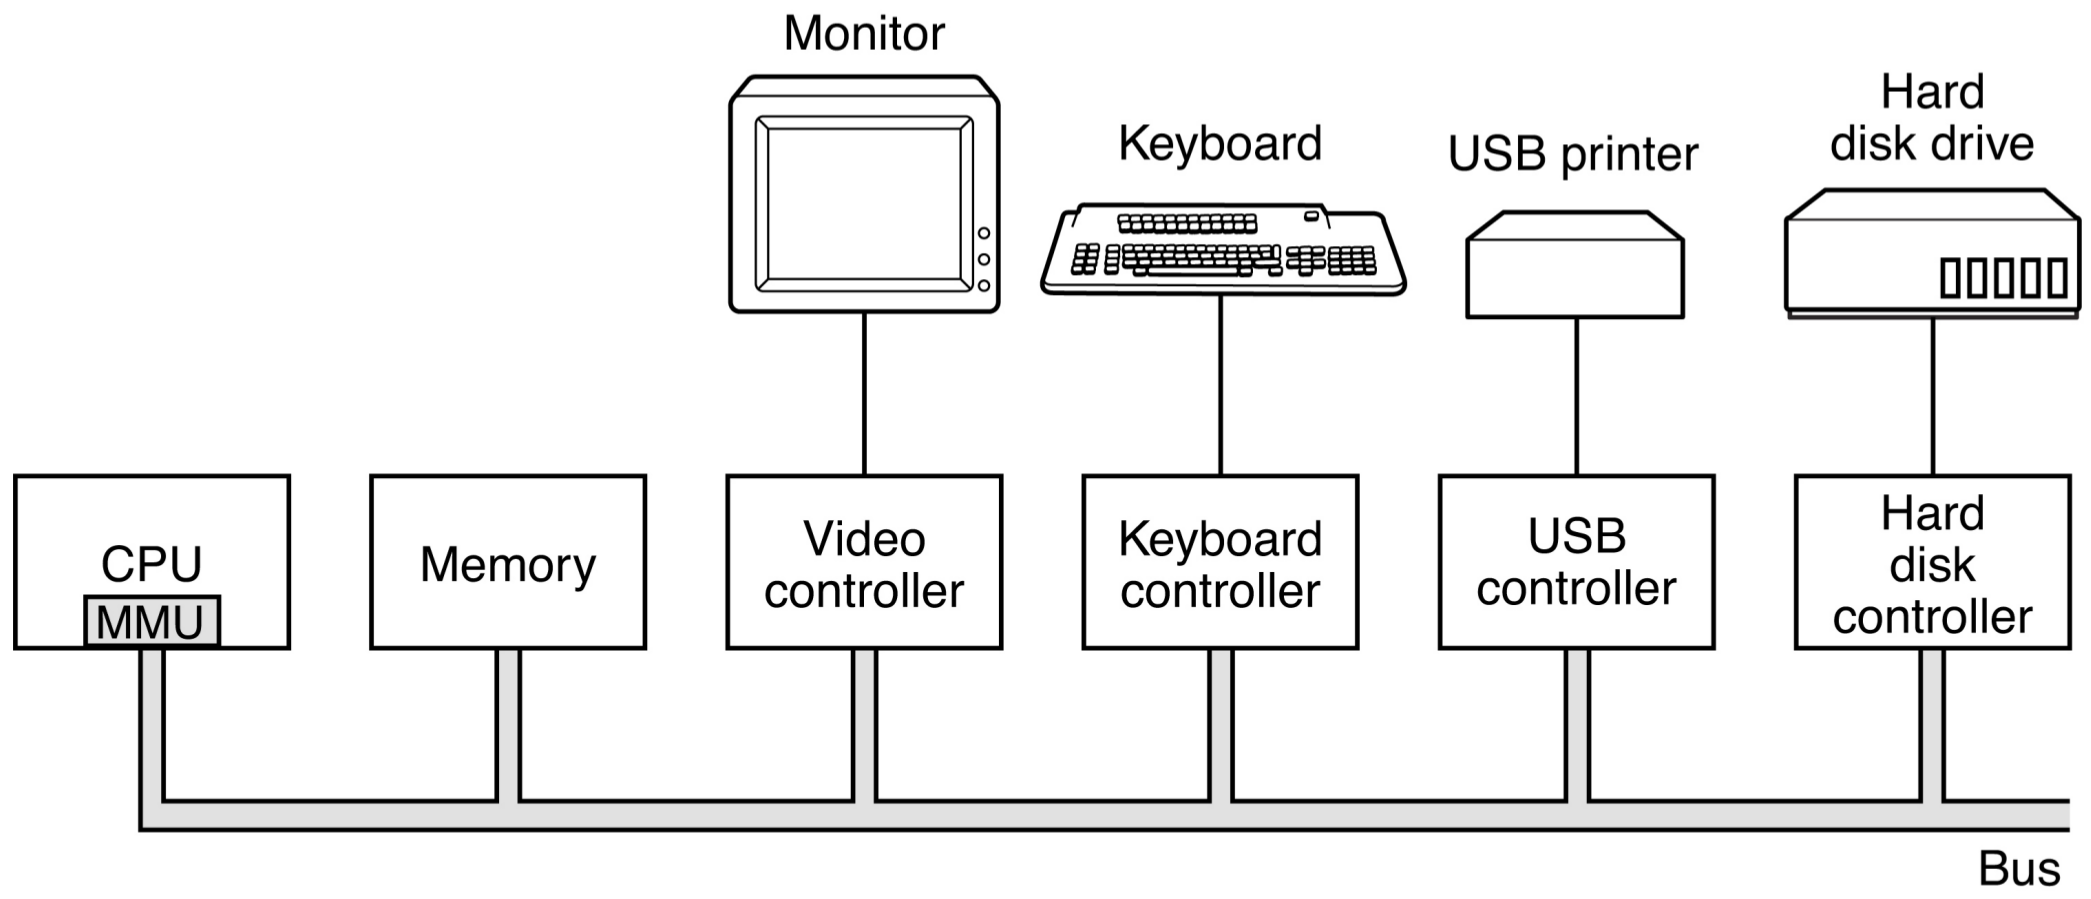 Monitor
Keyboard
USB printer
Hard
disk drive
CPU
MMU
Memory
Video
controller
Keyboard
controller
USB
controller
Hard
disk
controller
Bus